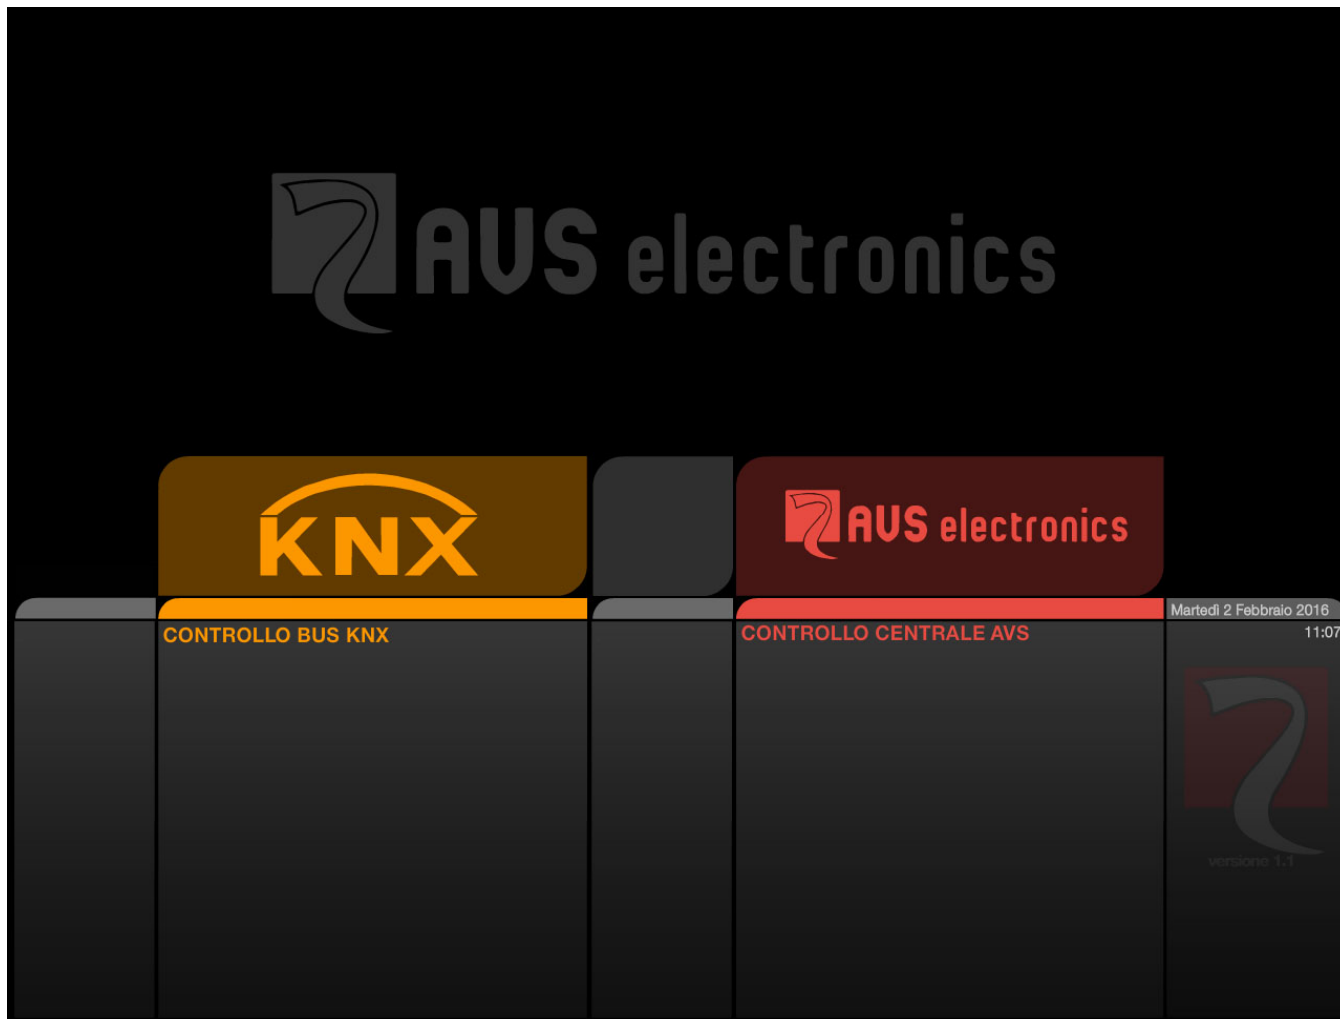 AVS electronics
KNX
AVS electronics
Martedì 2 Febbraio 2016
CONTROLLO BUS KNX
CONTROLLO CENTRALE AVS
11:07
versione 1.1